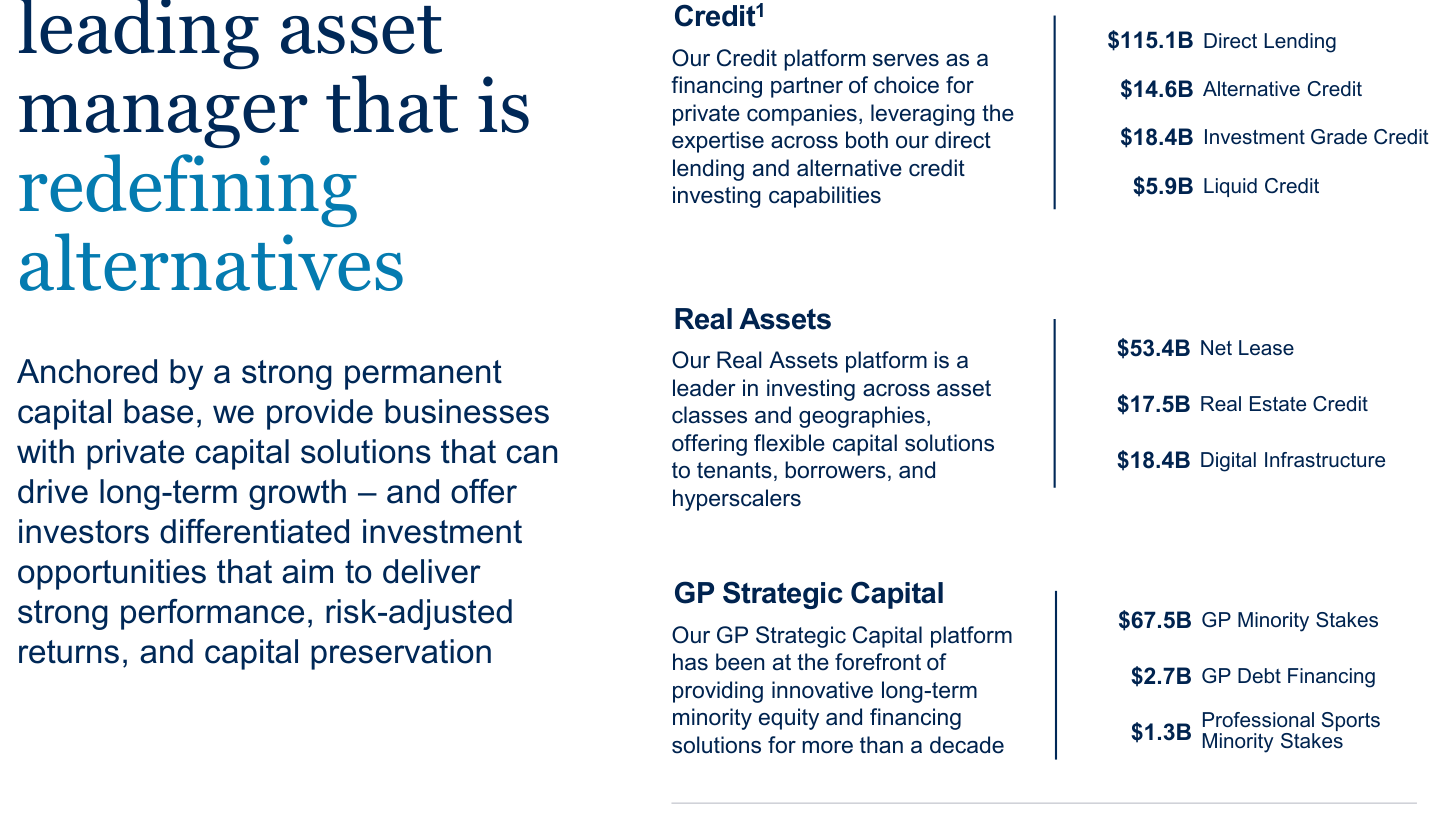 leading asset
manager that is
redefining
alternatives
Anchored by a strong permanent
capital base, we provide businesses
with private capital solutions that can
drive long-term growth – and offer
investors differentiated investment
opportunities that aim to deliver
strong performance, risk-adjusted
returns, and capital preservation
Credit¹
Our Credit platform serves as a
financing partner of choice for
private companies, leveraging the
expertise across both our direct
lending and alternative credit
investing capabilities
$115.1B Direct Lending
$14.6B Alternative Credit
$18.4B Investment Grade Credit
$5.9B Liquid Credit
Real Assets
Our Real Assets platform is a
leader in investing across asset
classes and geographies,
offering flexible capital solutions
to tenants, borrowers, and
hyperscalers
$53.4B Net Lease
$17.5B Real Estate Credit
$18.4B Digital Infrastructure
GP Strategic Capital
Our GP Strategic Capital platform
has been at the forefront of
providing innovative long-term
minority equity and financing
solutions for more than a decade
$67.5B GP Minority Stakes
$2.7B GP Debt Financing
$1.3B Professional Sports
Minority Stakes